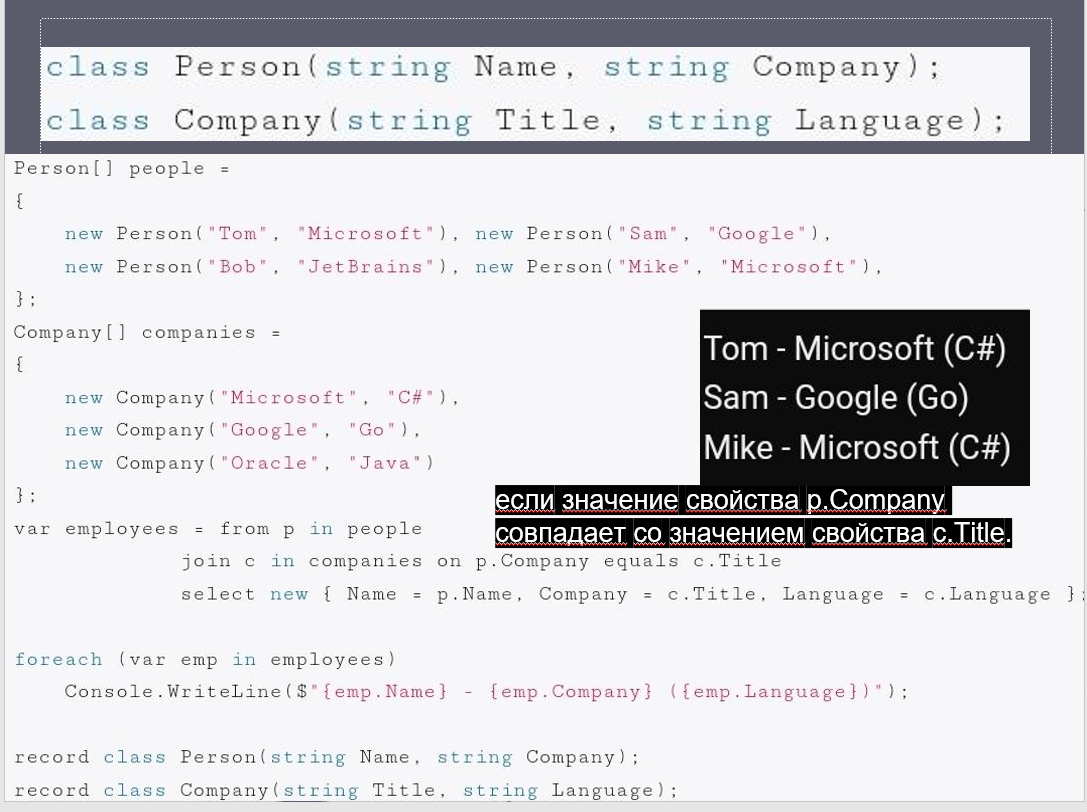 class Person(string Name, string Company);
class Company(string Title, string Language);
Person[] people =
{
    new Person("Tom", "Microsoft"), new Person("Sam", "Google"),
    new Person("Bob", "JetBrains"), new Person("Mike", "Microsoft"),
};
Company[] companies =
{
    new Company("Microsoft", "C#"),
    new Company("Google", "Go"),
    new Company("Oracle", "Java")
};
Tom - Microsoft (C#)
Sam - Google (Go)
Mike - Microsoft (C#)
если значение свойства p.Company
совпадает со значением свойства c.Title.
var employees = from p in people
             join c in companies on p.Company equals c.Title
             select new { Name = p.Name, Company = c.Title, Language = c.Language };
foreach (var emp in employees)
    Console.WriteLine($"{emp.Name} - {emp.Company} ({emp.Language})");
record class Person(string Name, string Company);
record class Company(string Title, string Language);